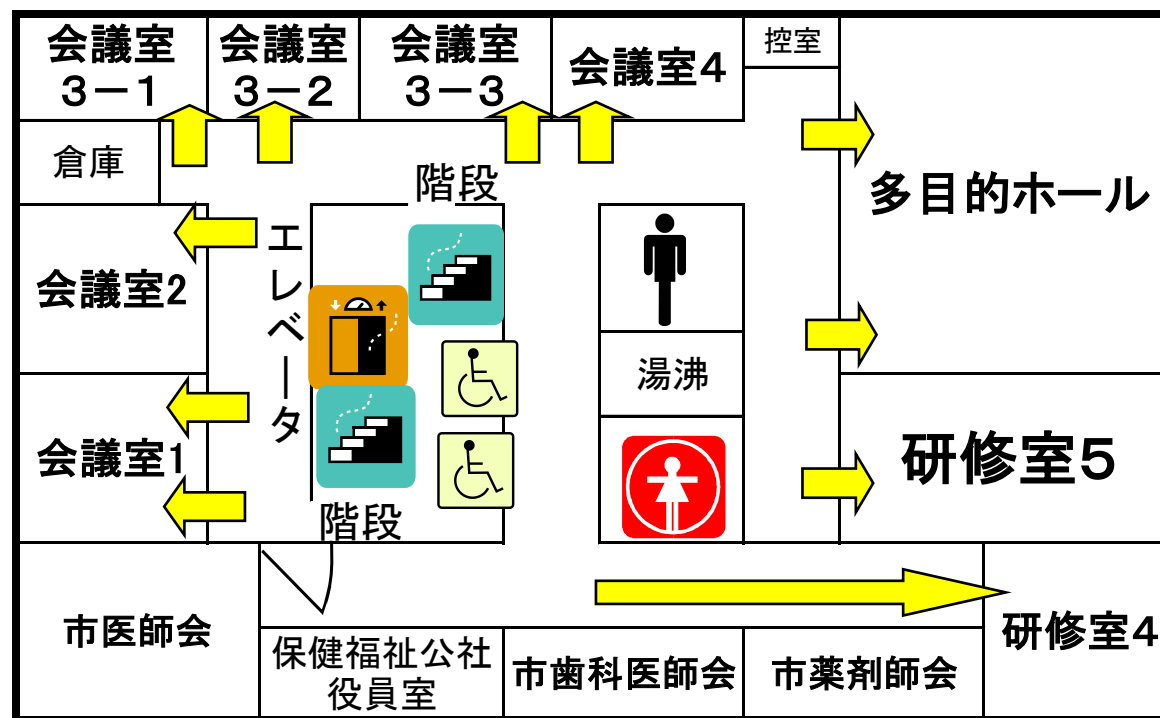 会議室
3－1
会議室
3－2
会議室
3－3
会議室4
控室
倉庫
階段
多目的ホール
エレベータ
会議室2
湯沸
会議室1
研修室5
階段
市医師会
保健福祉公社
役員室
市歯科医師会
市薬剤師会
研修室4